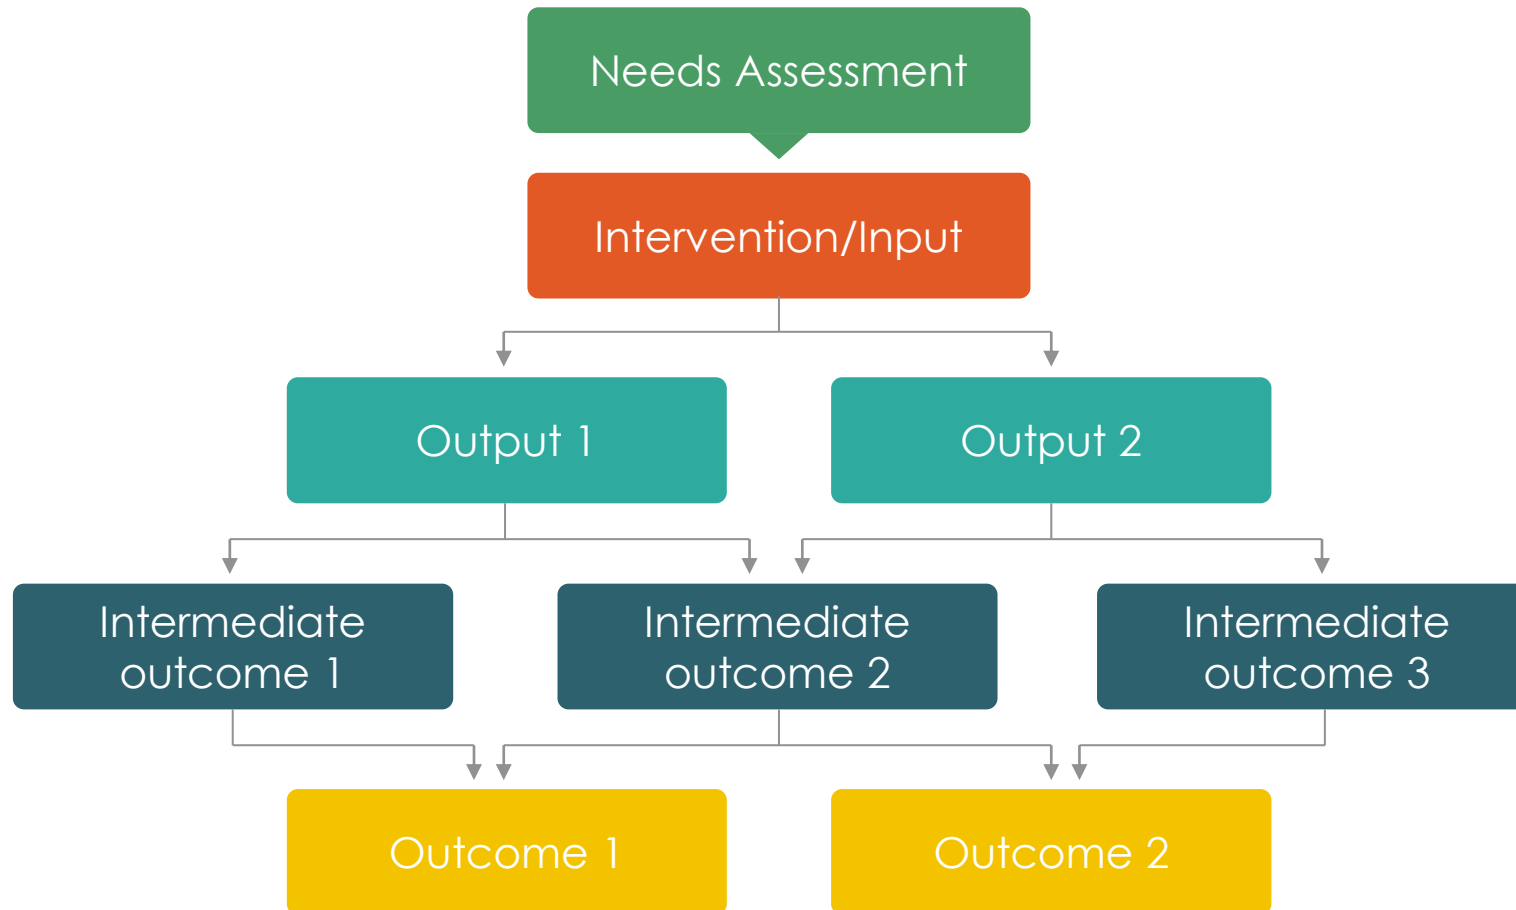 Needs Assessment
Intervention/Input
Output 1
Output 2
Intermediate
outcome 1
Intermediate
outcome 2
Intermediate
outcome 3
Outcome 1
Outcome 2